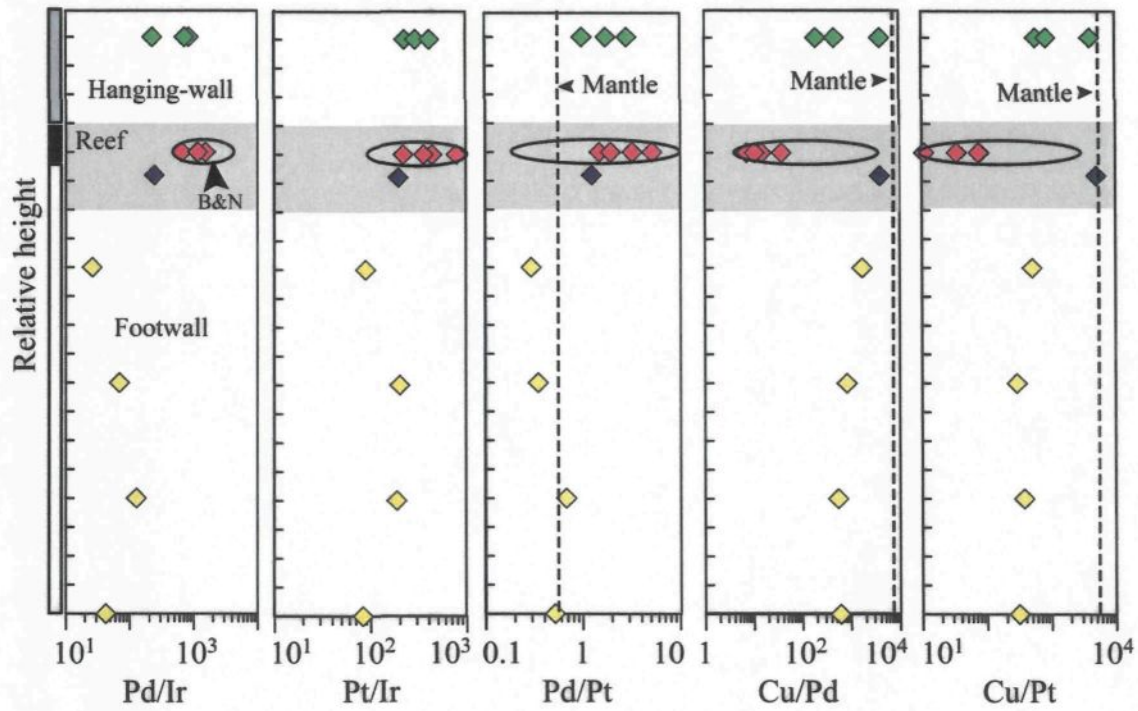 Relative height
Hanging-wall
Reef
B&N
Footwall
Mantle
Mantle
Mantle
10¹ 10³
10¹ 10² 10³
0.1 1 10
1 10² 10⁴
10¹ 10⁴
Pd/Ir
Pt/Ir
Pd/Pt
Cu/Pd
Cu/Pt